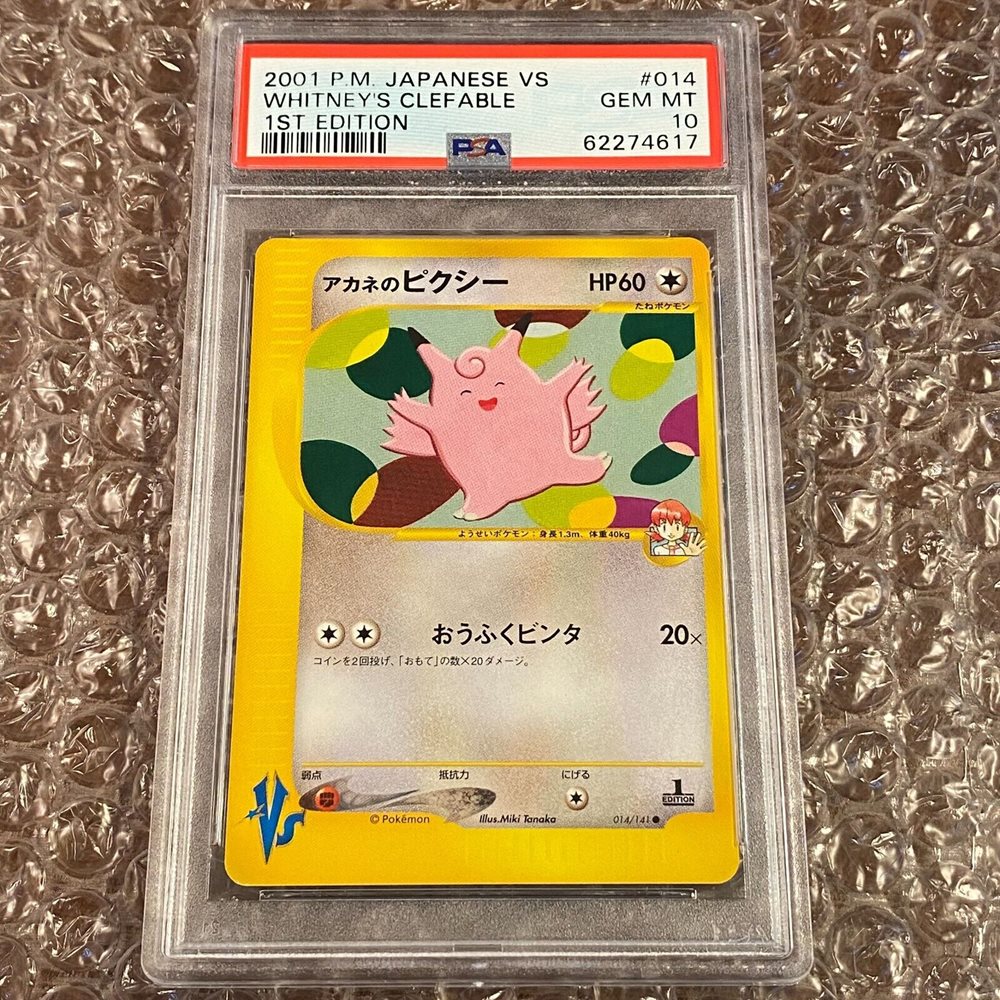 2001 P.M. JAPANESE VS #014
WHITNEY'S CLEFABLE GEM MT
1ST EDITION 10
PSA 62274617
アカネのピクシー HP60
たねポケモン
ようせいポケモン：身長1.3m、体重40kg
おうふくビンタ 20×
コインを2回投げ、「おもて」の数×20ダメージ。
弱点 抵抗力 にげる
1
EDITION
VS
©Pokémon Illus.Miki Tanaka 014/141